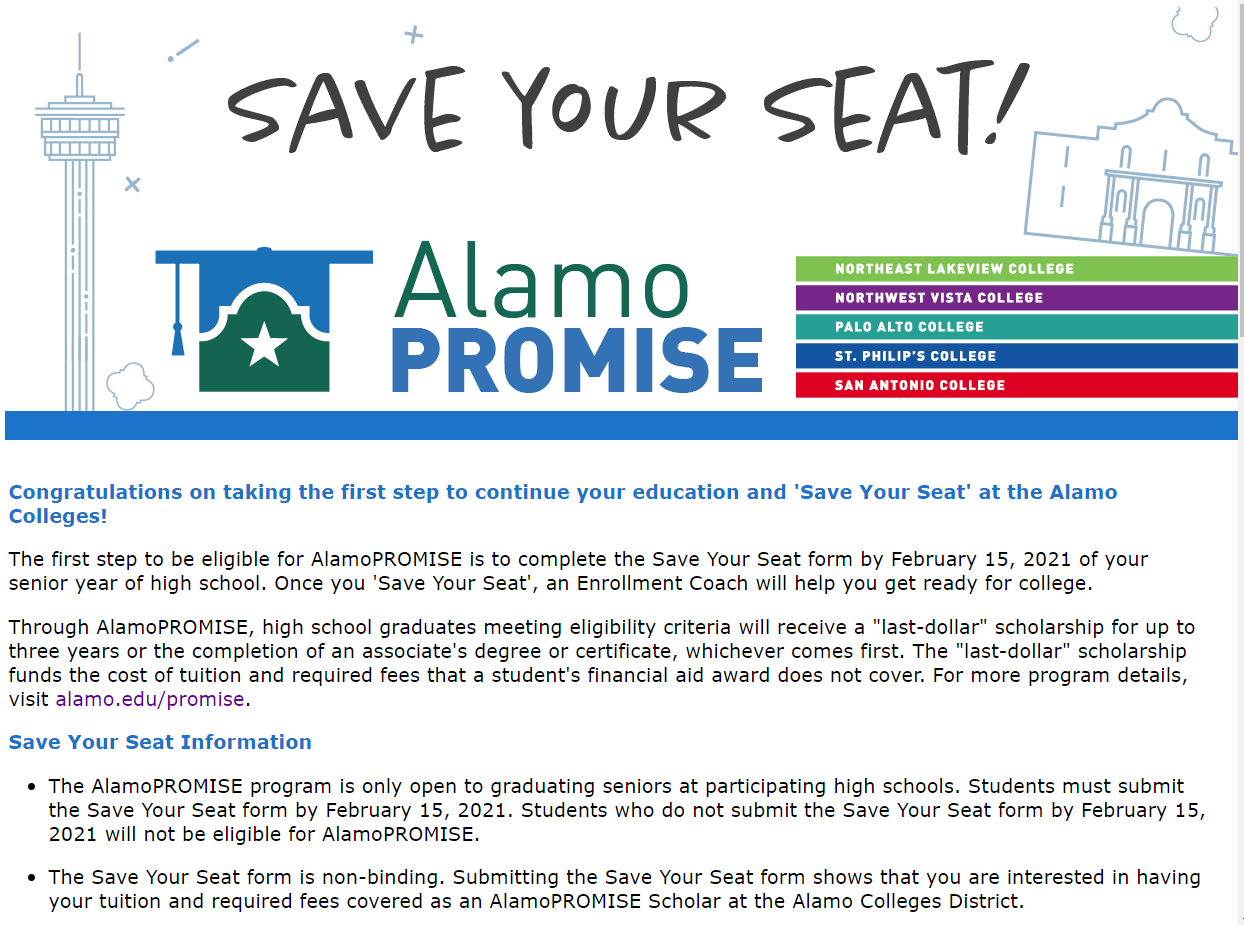 SAVE YOUR SEAT!
Alamo
PROMISE
NORTHEAST LAKEVIEW COLLEGE
NORTHWEST VISTA COLLEGE
PALO ALTO COLLEGE
ST. PHILIP'S COLLEGE
SAN ANTONIO COLLEGE
Congratulations on taking the first step to continue your education and 'Save Your Seat' at the Alamo
Colleges!
The first step to be eligible for AlamoPROMISE is to complete the Save Your Seat form by February 15, 2021 of your
senior year of high school. Once you 'Save Your Seat', an Enrollment Coach will help you get ready for college.
Through AlamoPROMISE, high school graduates meeting eligibility criteria will receive a "last-dollar" scholarship for up to
three years or the completion of an associate's degree or certificate, whichever comes first. The "last-dollar" scholarship
funds the cost of tuition and required fees that a student's financial aid award does not cover. For more program details,
visit alamo.edu/promise.
Save Your Seat Information
• The AlamoPROMISE program is only open to graduating seniors at participating high schools. Students must submit
the Save Your Seat form by February 15, 2021. Students who do not submit the Save Your Seat form by February 15,
2021 will not be eligible for AlamoPROMISE.
• The Save Your Seat form is non-binding. Submitting the Save Your Seat form shows that you are interested in having
your tuition and required fees covered as an AlamoPROMISE Scholar at the Alamo Colleges District.